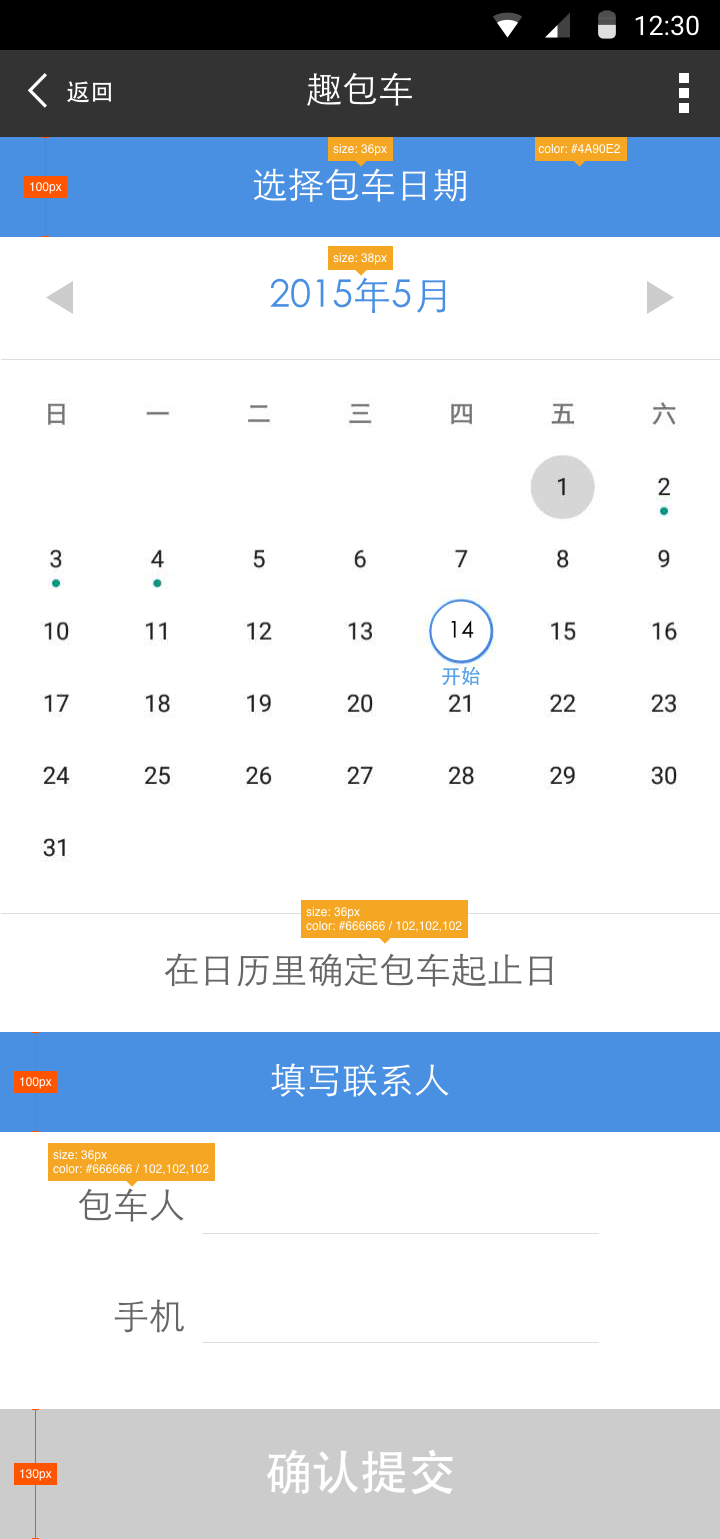 12:30
返回
趣包车
size: 36px
color: #4A90E2
100px
选择包车日期
size: 38px
2015年5月
日 一 二 三 四 五 六
1 2
3 4 5 6 7 8 9
10 11 12 13 14 15 16
开始
17 18 19 20 21 22 23
24 25 26 27 28 29 30
31
size: 36px
color: #666666 / 102,102,102
在日历里确定包车起止日
100px
填写联系人
size: 36px
color: #666666 / 102,102,102
包车人
手机
130px
确认提交